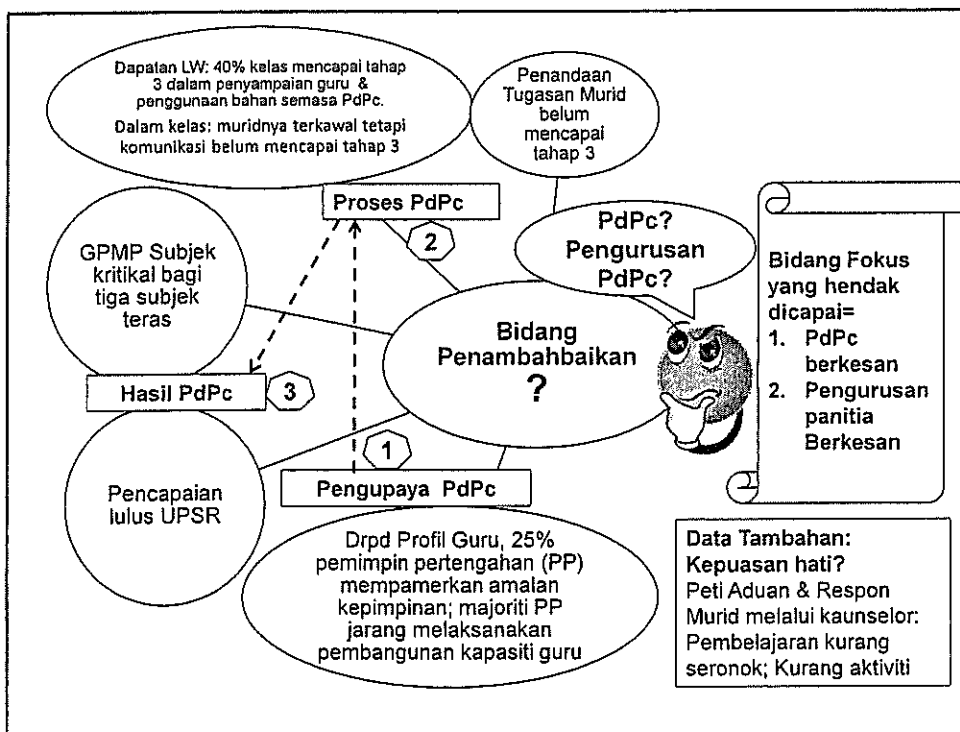 Dapatan LW: 40% kelas mencapai tahap
3 dalam penyampaian guru &
penggunaan bahan semasa PdPc.
Dalam kelas: muridnya terkawal tetapi
komunikasi belum mencapai tahap 3
Penandaan
Tugasan Murid
belum
mencapai
tahap 3
Proses PdPc
2
PdPc?
Pengurusan
PdPc?
GPMP Subjek
kritikal bagi
tiga subjek
teras
Bidang
Penambahbaikan
?
Bidang Fokus
yang hendak
dicapai=
1. PdPc
berkesan
2. Pengurusan
panitia
Berkesan
Hasil PdPc
3
1
Pengupaya PdPc
Pencapaian
lulus UPSR
Drpd Profil Guru, 25%
pemimpin pertengahan (PP)
mempamerkan amalan
kepimpinan; majoriti PP
jarang melaksanakan
pembangunan kapasiti guru
Data Tambahan:
Kepuasan hati?
Peti Aduan & Respon
Murid melalui kaunselor:
Pembelajaran kurang
seronok; Kurang aktiviti